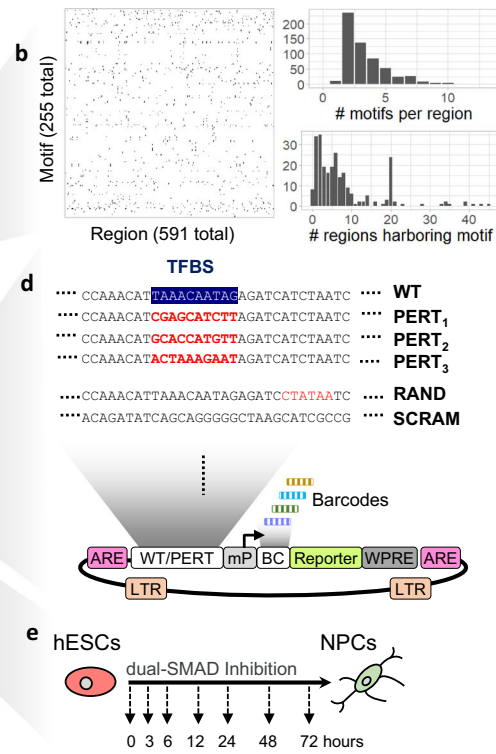 b
Motif (255 total)
Region (591 total)
200
150
100
50
0
0 5 10
# motifs per region
30
20
10
0
0 10 20 30 40
# regions harboring motif
d
TFBS
CCAAACATTAAACAATAGAGATCATCTAATC WT
CCAAACATCGAGCATCTTAGATCATCTAATC PERT1
CCAAACATGCACCATGTTAGATCATCTAATC PERT2
CCAAACATACTAAAGAATAGATCATCTAATC PERT3
CCAAACATTAAACAATAGAGATCCTATAATC RAND
ACAGATATCAGCAGGGGGCTAAGCATCGCCG SCRAM
Barcodes
ARE WT/PERT mP BC Reporter WPRE ARE
LTR LTR
e
hESCs NPCs
dual-SMAD Inhibition
0 3 6 12 24 48 72 hours